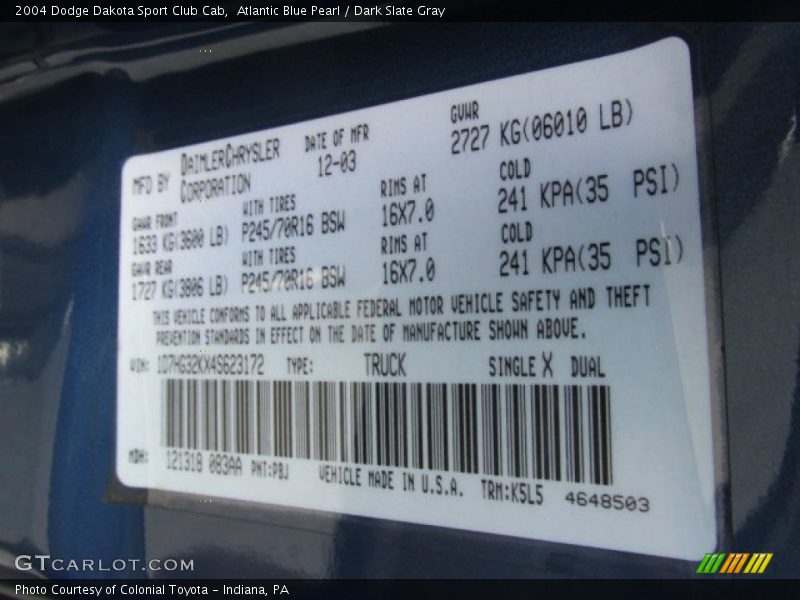 2004 Dodge Dakota Sport Club Cab, Atlantic Blue Pearl / Dark Slate Gray
MFD BY DAIMLERCHRYSLER CORPORATION
DATE OF MFR 12-03
GVWR 2727 KG(06010 LB)
GAWR FRONT 1633 KG(3600 LB) WITH TIRES P245/70R16 BSW RIMS AT 16X7.0 COLD 241 KPA(35 PSI)
GAWR REAR 1727 KG(3806 LB) WITH TIRES P245/70R16 BSW RIMS AT 16X7.0 COLD 241 KPA(35 PSI)
THIS VEHICLE CONFORMS TO ALL APPLICABLE FEDERAL MOTOR VEHICLE SAFETY AND THEFT
PREVENTION STANDARDS IN EFFECT ON THE DATE OF MANUFACTURE SHOWN ABOVE.
VIN: 1D7HG32KX4S623172 TYPE: TRUCK SINGLE X DUAL
MDH: 121318 083AA PNT:PBJ VEHICLE MADE IN U.S.A. TRM:K5L5 4648503
GTCARLOT.COM
Photo Courtesy of Colonial Toyota - Indiana, PA